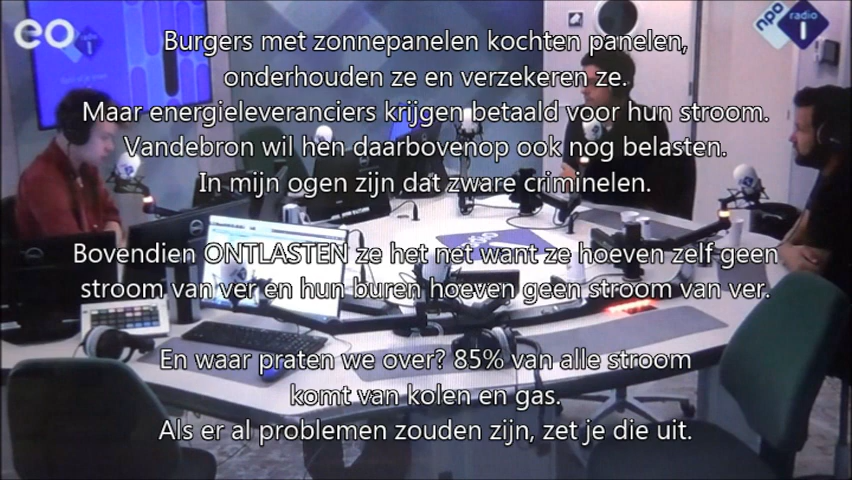 eo
1
npo
radio
1
Burgers met zonnepanelen kochten panelen,
onderhouden ze en verzekeren ze.
Maar energieleveranciers krijgen betaald voor hun stroom.
Vandebron wil hen daarbovenop ook nog belasten.
In mijn ogen zijn dat zware criminelen.
Bovendien ONTLASTEN ze het net want ze hoeven zelf geen
stroom van ver en hun buren hoeven geen stroom van ver.
En waar praten we over? 85% van alle stroom
komt van kolen en gas.
Als er al problemen zouden zijn, zet je die uit.